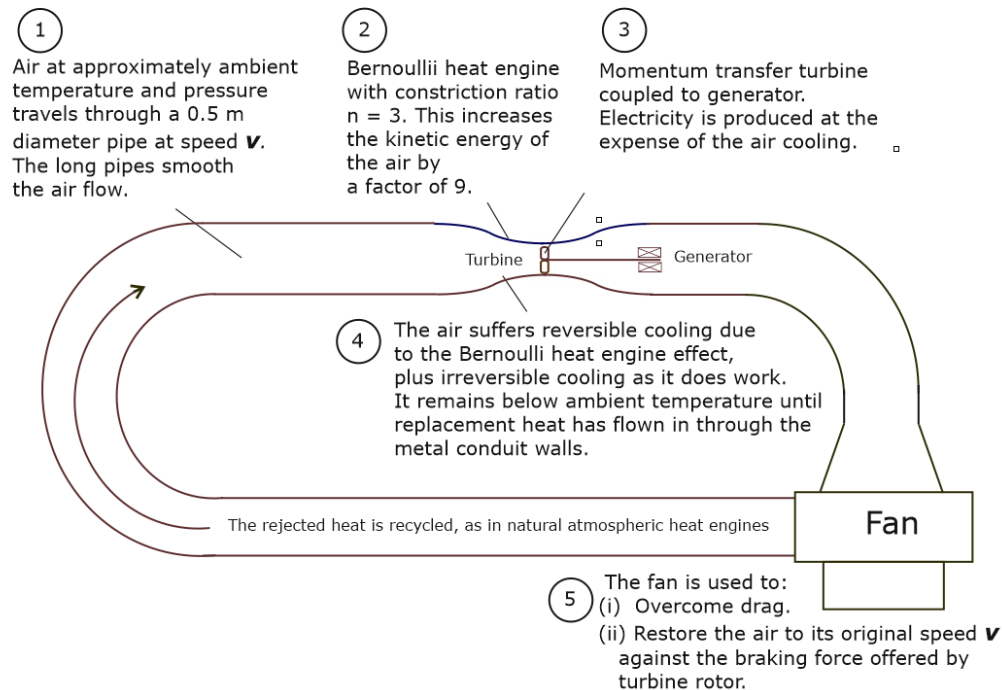 1
Air at approximately ambient
temperature and pressure
travels through a 0.5 m
diameter pipe at speed v.
The long pipes smooth
the air flow.
2
Bernoullii heat engine
with constriction ratio
n = 3. This increases
the kinetic energy of
the air by
a factor of 9.
3
Momentum transfer turbine
coupled to generator.
Electricity is produced at the
expense of the air cooling.
Turbine
Generator
4
The air suffers reversible cooling due
to the Bernoulli heat engine effect,
plus irreversible cooling as it does work.
It remains below ambient temperature until
replacement heat has flown in through the
metal conduit walls.
The rejected heat is recycled, as in natural atmospheric heat engines
Fan
5
The fan is used to:
(i) Overcome drag.
(ii) Restore the air to its original speed v
against the braking force offered by
turbine rotor.